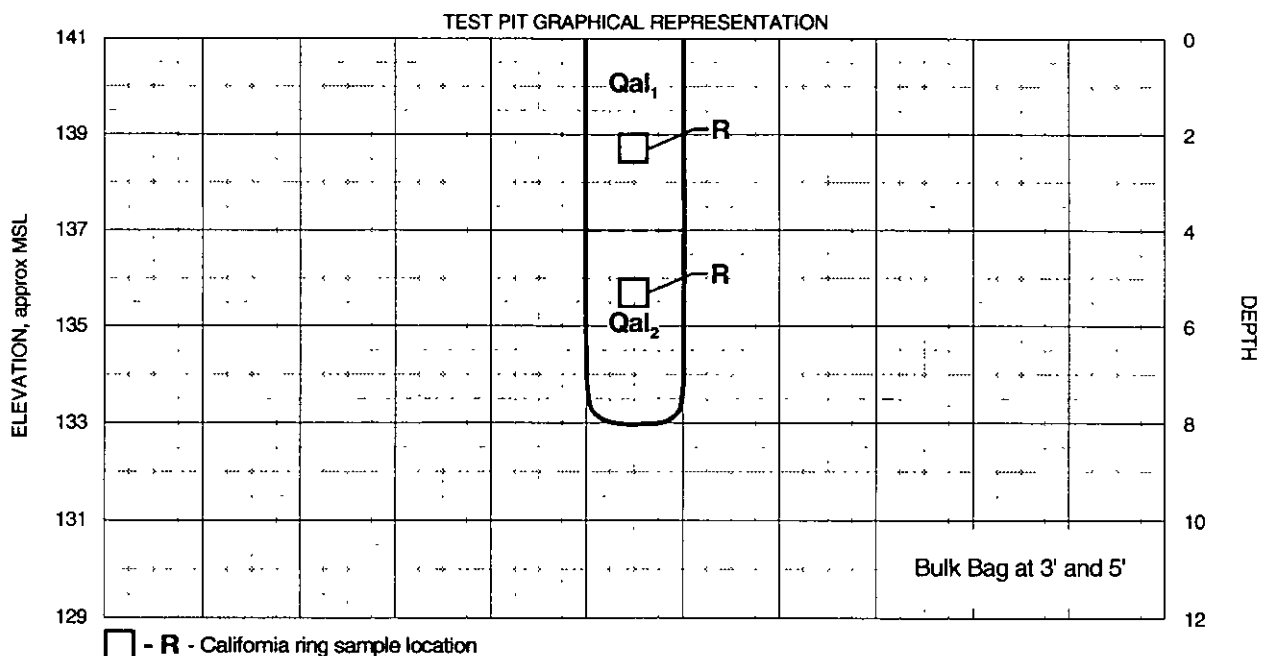 TEST PIT GRAPHICAL REPRESENTATION
141
0
Qal₁
139
R
2
137
4
R
135
Qal₂
6
133
8
131
10
Bulk Bag at 3' and 5'
129
12
ELEVATION, approx MSL
DEPTH
- R - California ring sample location